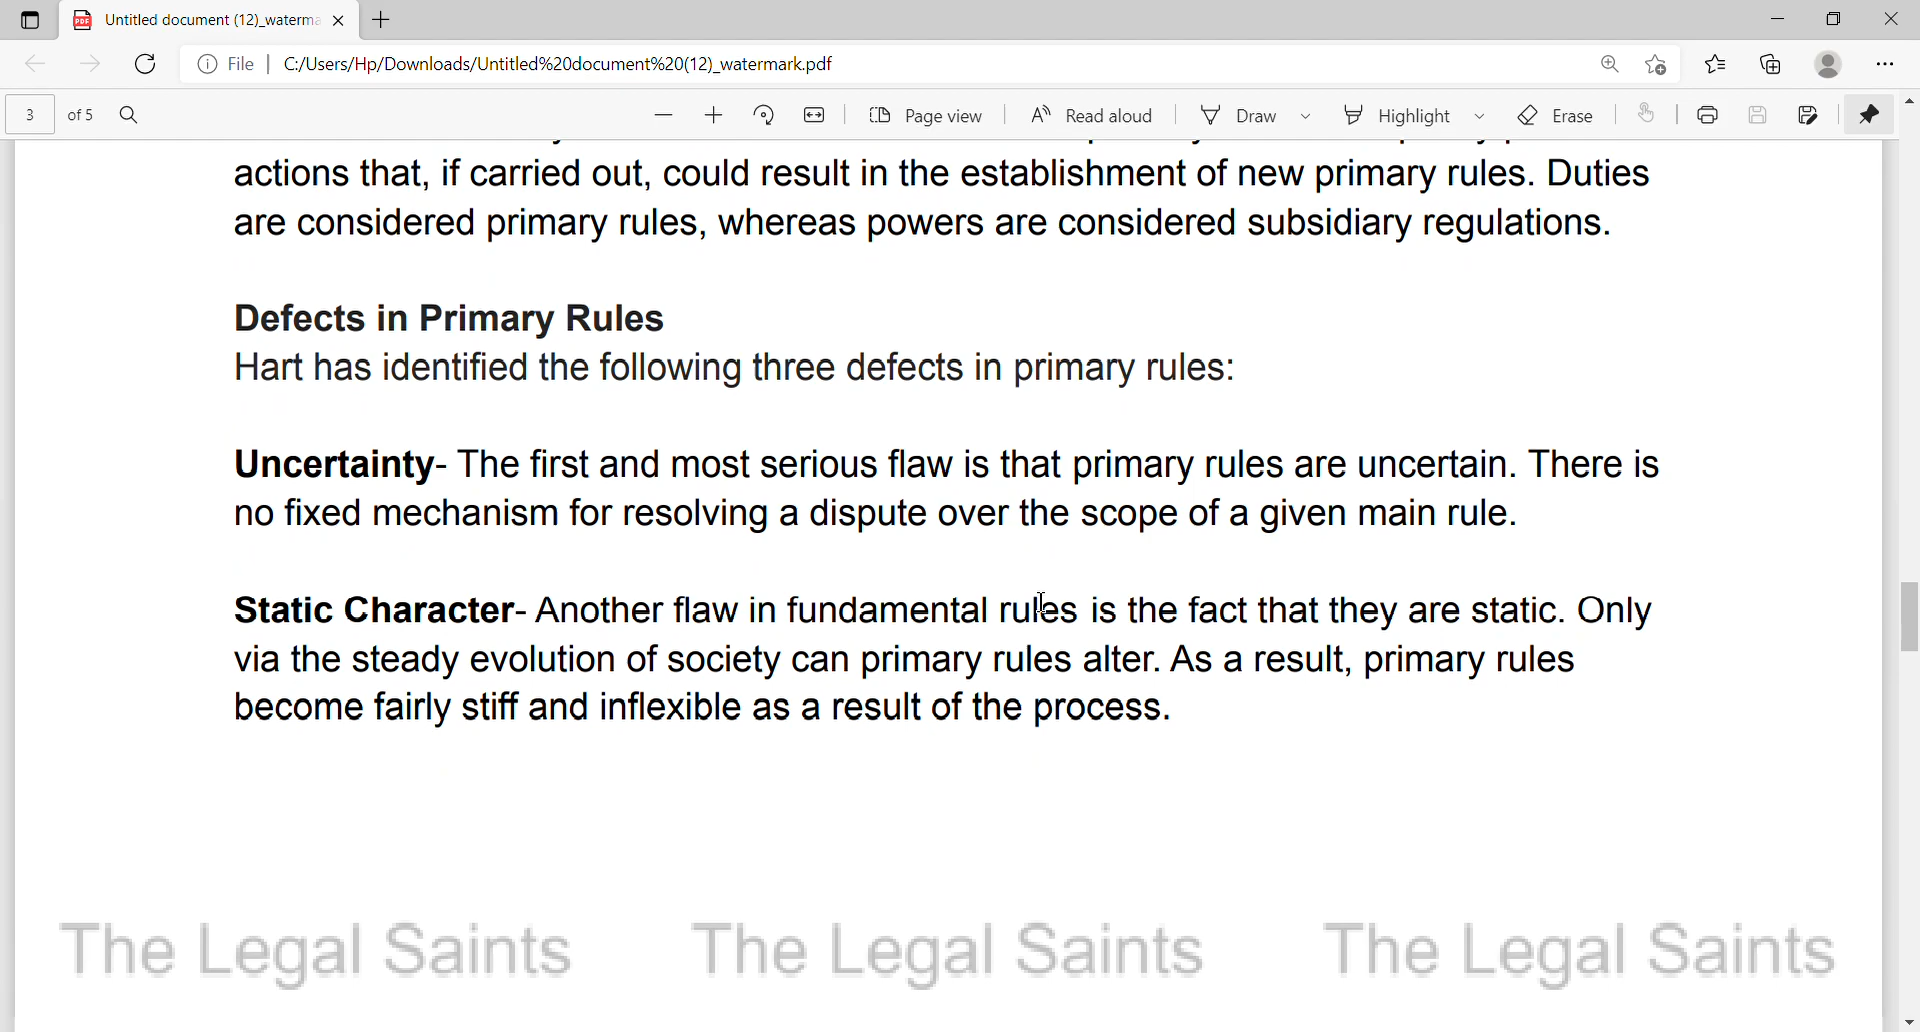 Untitled document (12)_waterma
File C:/Users/Hp/Downloads/Untitled%20document%20(12)_watermark.pdf
3 of 5 Page view Read aloud Draw Highlight Erase
actions that, if carried out, could result in the establishment of new primary rules. Duties
are considered primary rules, whereas powers are considered subsidiary regulations.
Defects in Primary Rules
Hart has identified the following three defects in primary rules:
Uncertainty- The first and most serious flaw is that primary rules are uncertain. There is
no fixed mechanism for resolving a dispute over the scope of a given main rule.
Static Character- Another flaw in fundamental rules is the fact that they are static. Only
via the steady evolution of society can primary rules alter. As a result, primary rules
become fairly stiff and inflexible as a result of the process.
The Legal Saints The Legal Saints The Legal Saints